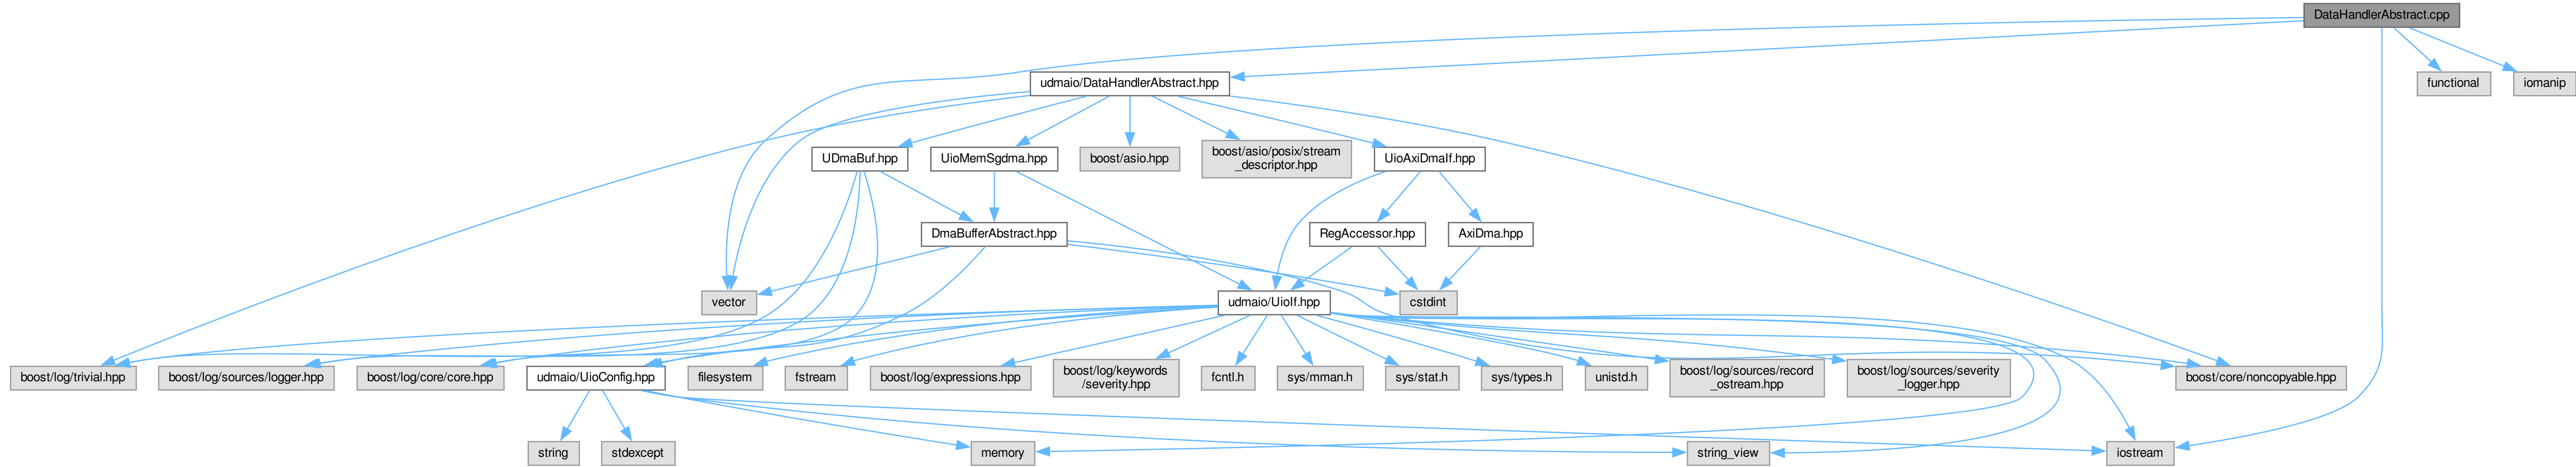 DataHandlerAbstract.cpp
udmaio/DataHandlerAbstract.hpp
functional
iomanip
UDmaBuf.hpp
UioMemSgdma.hpp
boost/asio.hpp
boost/asio/posix/stream
_descriptor.hpp
UioAxiDmaIf.hpp
DmaBufferAbstract.hpp
RegAccessor.hpp
AxiDma.hpp
vector
udmaio/UioIf.hpp
cstdint
boost/log/trivial.hpp
boost/log/sources/logger.hpp
boost/log/core/core.hpp
udmaio/UioConfig.hpp
filesystem
fstream
boost/log/expressions.hpp
boost/log/keywords
/severity.hpp
fcntl.h
sys/mman.h
sys/stat.h
sys/types.h
unistd.h
boost/log/sources/record
_ostream.hpp
boost/log/sources/severity
_logger.hpp
boost/core/noncopyable.hpp
string
stdexcept
memory
string_view
iostream